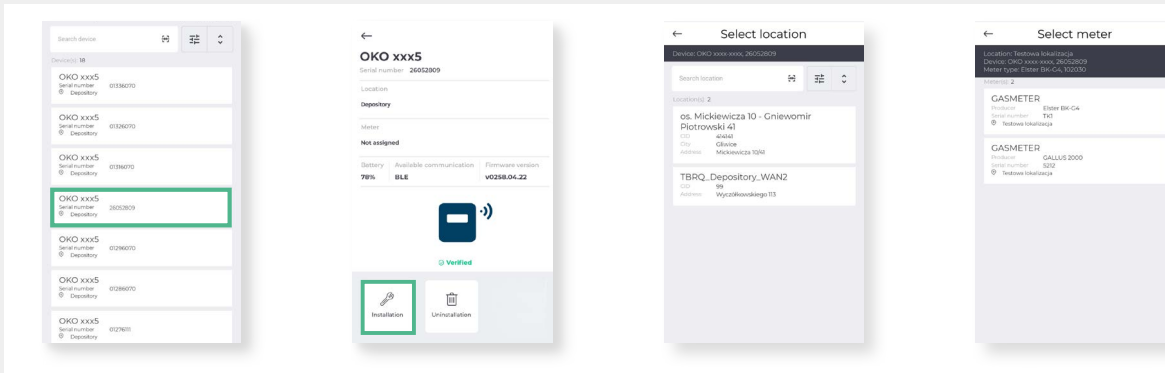 Search device
Device(s) 18
OKO xxx5
Serial number 01336070
Depository
OKO xxx5
Serial number 01326070
Depository
OKO xxx5
Serial number 01316070
Depository
OKO xxx5
Serial number 26052809
Depository
OKO xxx5
Serial number 01296070
Depository
OKO xxx5
Serial number 01286070
Depository
OKO xxx5
Serial number 01276111
Depository
OKO xxx5
Serial number 26052809
Location
Depository
Meter
Not assigned
Battery Available communication Firmware version
78% BLE v0258.04.22
Verified
Installation Uninstallation
Select location
Device: OKO xxxx-xxxx, 26052809
Search location
Location(s) 2
os. Mickiewicza 10 - Gniewomir
Piotrowski 41
OID 414141
City Gliwice
Address Mickiewicza 10/41
TBRQ_Depository_WAN2
OID 99
Address Wyczółkowskiego 113
Select meter
Location: Testowa lokalizacja
Device: OKO xxxx-xxxx, 26052809
Meter type: Elster BK-G4, 102030
Meter(s) 2
GASMETER
Producer Elster BK-G4
Serial number
Testowa lokalizacja
GASMETER
Producer GALLUS 2000
Serial number 5212
Testowa lokalizacja